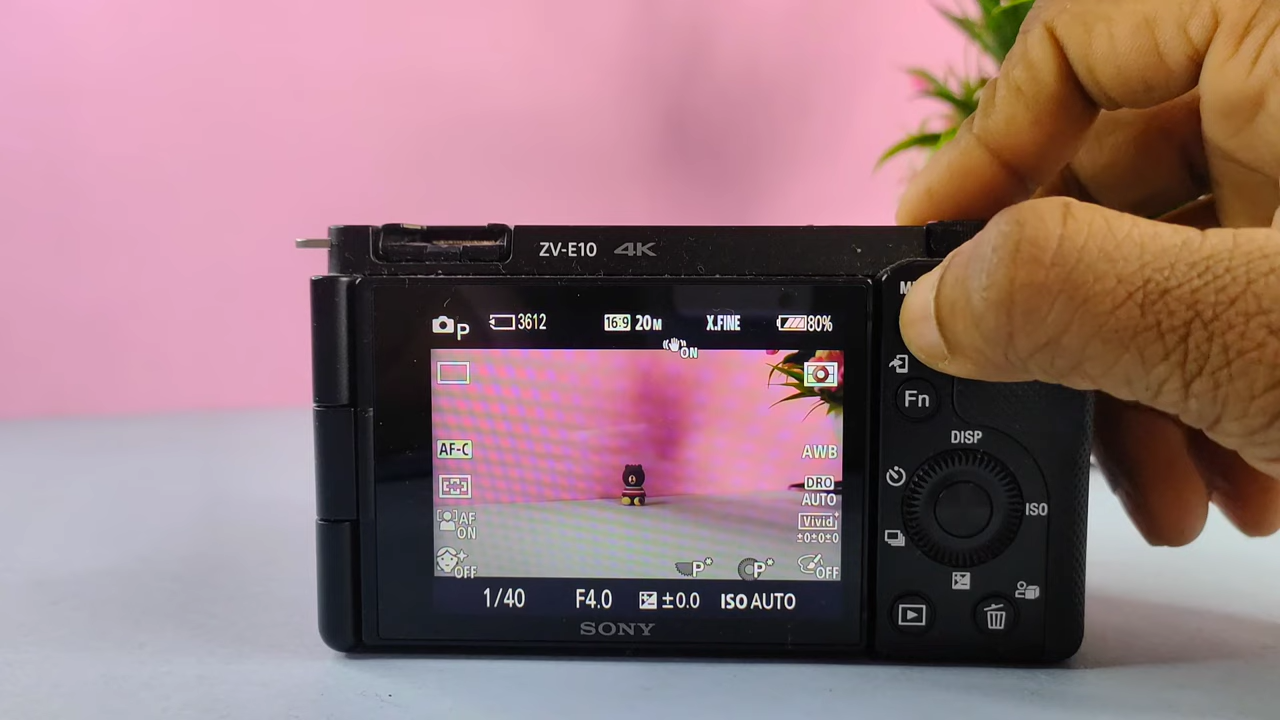 ZV-E10 4K
P 3612 16:9 20M X.FINE 80%
ON
AF-C AWB
DRO
AUTO
AF
ON
Vivid
±0±0±0
OFF P* P* OFF
1/40 F4.0 ±0.0 ISO AUTO
SONY
Fn
DISP
ISO